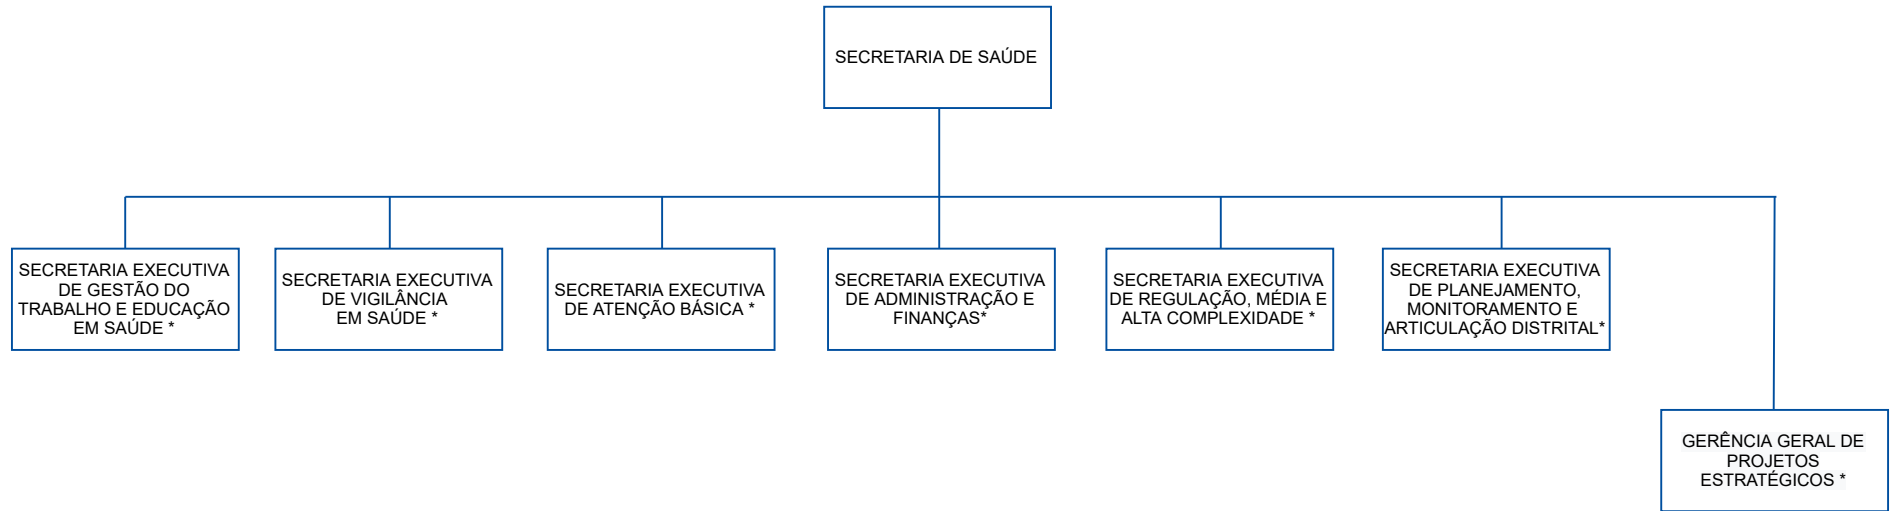 SECRETARIA DE SAÚDE
SECRETARIA EXECUTIVA
DE GESTÃO DO
TRABALHO E EDUCAÇÃO
EM SAÚDE *
SECRETARIA EXECUTIVA
DE VIGILÂNCIA
EM SAÚDE *
SECRETARIA EXECUTIVA
DE ATENÇÃO BÁSICA *
SECRETARIA EXECUTIVA
DE ADMINISTRAÇÃO E
FINANÇAS*
SECRETARIA EXECUTIVA
DE REGULAÇÃO, MÉDIA E
ALTA COMPLEXIDADE *
SECRETARIA EXECUTIVA
DE PLANEJAMENTO,
MONITORAMENTO E
ARTICULAÇÃO DISTRITAL*
GERÊNCIA GERAL DE
PROJETOS
ESTRATÉGICOS *